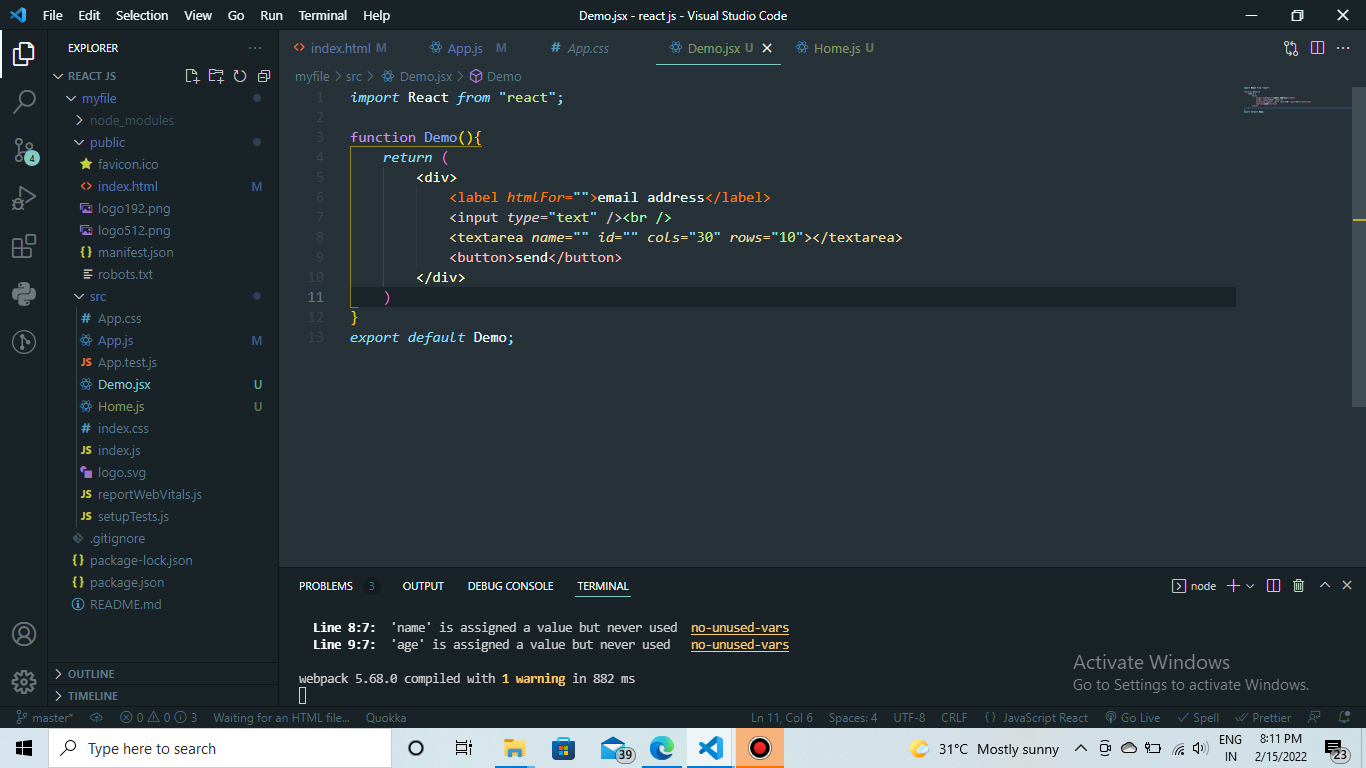 File Edit Selection View Go Run Terminal Help
Demo.jsx - react js - Visual Studio Code
EXPLORER
REACT JS
myfile
node_modules
public
favicon.ico
index.html M
logo192.png
logo512.png
manifest.json
robots.txt
src
App.css
App.js M
App.test.js
Demo.jsx U
Home.js U
index.css
index.js
logo.svg
reportWebVitals.js
setupTests.js
.gitignore
package-lock.json
package.json
README.md
OUTLINE
TIMELINE
4
index.html M App.js M App.css Demo.jsx U Home.js U
myfile > src > Demo.jsx > Demo
1 import React from "react";
2
3 function Demo(){
4 return (
5 <div>
6 <label htmlFor="">email address</label>
7 <input type="text" /><br />
8 <textarea name="" id="" cols="30" rows="10"></textarea>
9 <button>send</button>
10 </div>
11 )
12 }
13 export default Demo;
PROBLEMS 3 OUTPUT DEBUG CONSOLE TERMINAL
node
Line 8:7: 'name' is assigned a value but never used no-unused-vars
Line 9:7: 'age' is assigned a value but never used no-unused-vars
webpack 5.68.0 compiled with 1 warning in 882 ms
Activate Windows
Go to Settings to activate Windows.
master* 0 0 3 Waiting for an HTML file... Quokka Ln 11, Col 6 Spaces: 4 UTF-8 CRLF {} JavaScript React Go Live Spell Prettier
Type here to search
39
31°C Mostly sunny
ENG
IN
8:11 PM
2/15/2022
23